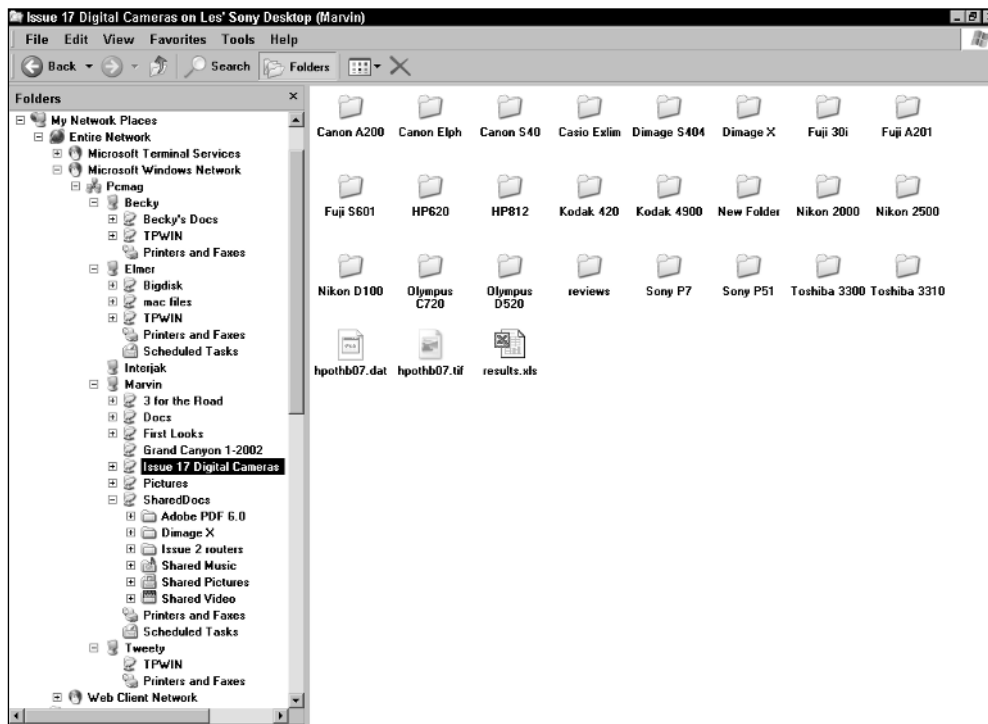 Issue 17 Digital Cameras on Les' Sony Desktop (Marvin)
File Edit View Favorites Tools Help
Back Search Folders
Folders
My Network Places
Entire Network
Microsoft Terminal Services
Microsoft Windows Network
Pcmag
Becky
Becky's Docs
TPWIN
Printers and Faxes
Elmer
Bigdisk
mac files
TPWIN
Printers and Faxes
Scheduled Tasks
Interjak
Marvin
3 for the Road
Docs
First Looks
Grand Canyon 1-2002
Issue 17 Digital Cameras
Pictures
SharedDocs
Adobe PDF 6.0
Dimage X
Issue 2 routers
Shared Music
Shared Pictures
Shared Video
Printers and Faxes
Scheduled Tasks
Tweety
TPWIN
Printers and Faxes
Web Client Network
Canon A200 Canon Elph Canon S40 Casio Exlim Dimage S404 Dimage X Fuji 30i Fuji A201
Fuji S601 HP620 HP812 Kodak 420 Kodak 4900 New Folder Nikon 2000 Nikon 2500
Nikon D100 Olympus C720 Olympus D520 reviews Sony P7 Sony P51 Toshiba 3300 Toshiba 3310
hpothb07.dat hpothb07.tif results.xls